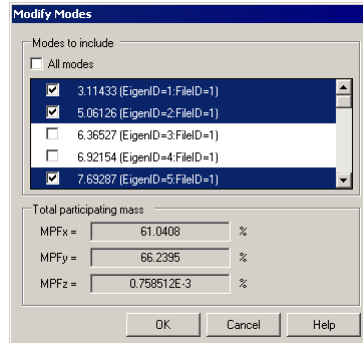 Modify Modes
Modes to include
All modes
3.11433 (EigenID=1:FileID=1)
5.06126 (EigenID=2:FileID=1)
6.36527 (EigenID=3:FileID=1)
6.92154 (EigenID=4:FileID=1)
7.69287 (EigenID=5:FileID=1)
Total participating mass
MPFx = 61.0408 %
MPFy = 66.2395 %
MPFz = 0.758512E-3 %
OK Cancel Help